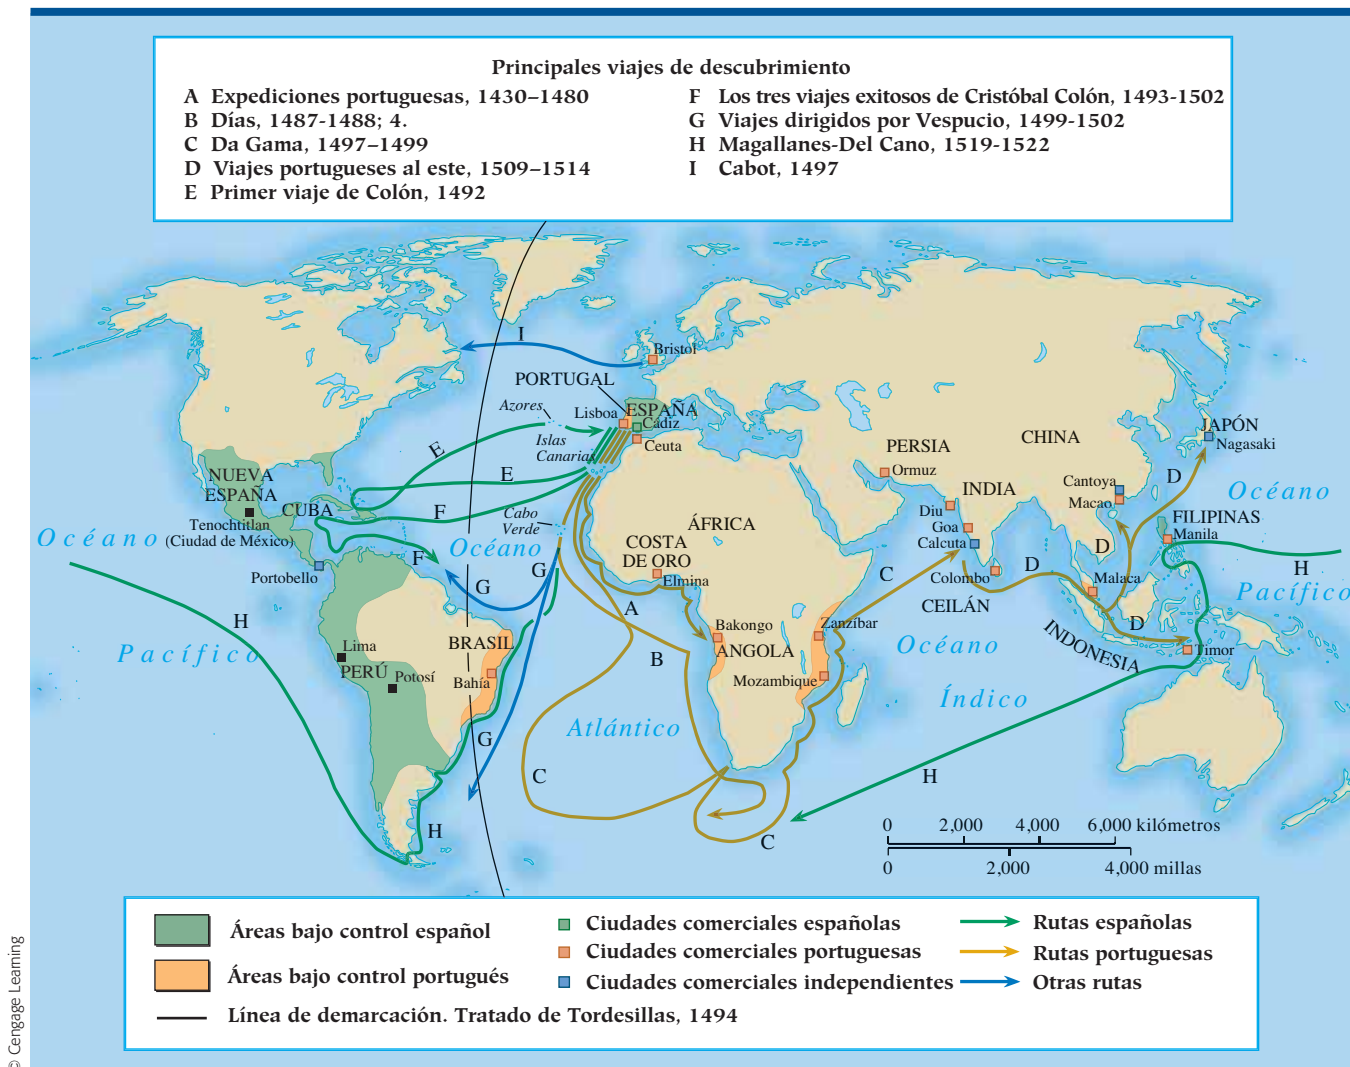 Principales viajes de descubrimiento
A Expediciones portuguesas, 1430–1480
B Días, 1487-1488; 4.
C Da Gama, 1497–1499
D Viajes portugueses al este, 1509–1514
E Primer viaje de Colón, 1492
F Los tres viajes exitosos de Cristóbal Colón, 1493-1502
G Viajes dirigidos por Vespucio, 1499-1502
H Magallanes-Del Cano, 1519-1522
I Cabot, 1497
I
Bristol
PORTUGAL
Azores
Lisboa
ESPAÑA
Cádiz
Ceuta
Islas
Canarias
E
E
F
NUEVA
ESPAÑA
CUBA
Tenochtitlan
(Ciudad de México)
Portobello
Océano
Pacífico
H
Cabo
Verde
Océano
Atlántico
F
G
G
G
Lima
PERÚ
Potosí
BRASIL
Bahía
H
ÁFRICA
COSTA
DE ORO
Elmina
A
B
C
C
C
Bakongo
ANGOLA
Zanzíbar
Mozambique
PERSIA
Ormuz
INDIA
Diu
Goa
Calcuta
Colombo
CEILÁN
CHINA
Cantoya
Macao
JAPÓN
Nagasaki
FILIPINAS
Manila
Malaca
INDONESIA
Timor
D
D
D
D
Océano
Índico
H
Océano
Pacífico
H
0 2,000 4,000 6,000 kilómetros
0 2,000 4,000 millas
Áreas bajo control español
Áreas bajo control portugués
Línea de demarcación. Tratado de Tordesillas, 1494
Ciudades comerciales españolas
Ciudades comerciales portuguesas
Ciudades comerciales independientes
Rutas españolas
Rutas portuguesas
Otras rutas
© Cengage Learning